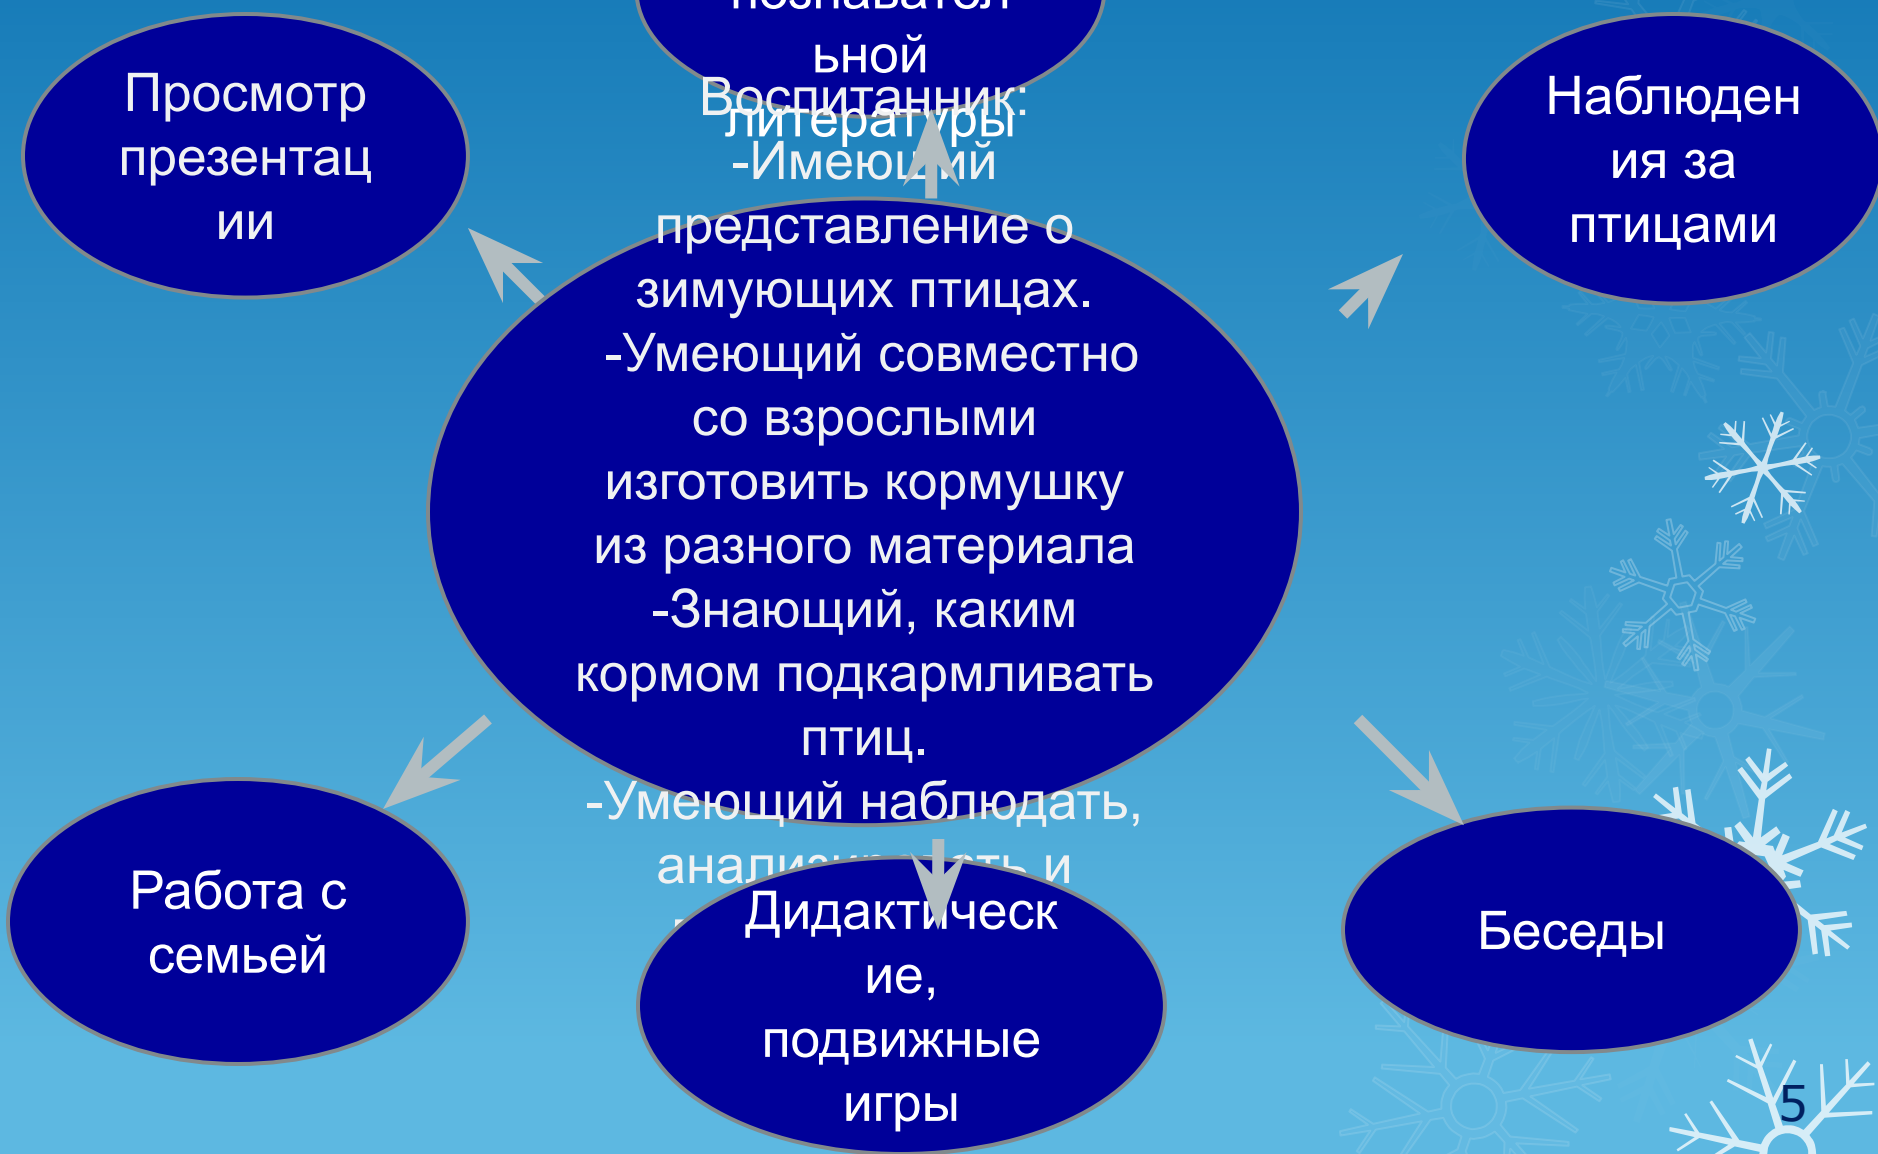 ьной
литературы
Просмотр
презентац
ии
Наблюден
ия за
птицами
Воспитанник:
-Имеющий
представление о
зимующих птицах.
-Умеющий совместно
со взрослыми
изготовить кормушку
из разного материала
-Знающий, каким
кормом подкармливать
птиц.
-Умеющий наблюдать,
и
Работа с
семьей
Дидактическ
ие,
подвижные
игры
Беседы
5